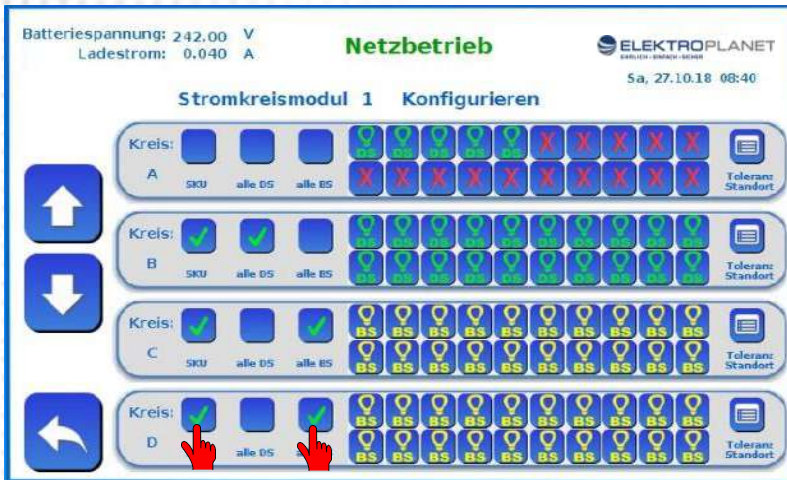 Batteriespannung: 242.00 V
Ladestrom: 0.040 A
Netzbetrieb
ELEKTROPLANET
EHRLICH - EINFACH - SICHER
Sa, 27.10.18 08:40
Stromkreismodul 1 Konfigurieren
Kreis: A
SKU alle DS alle BS
DS DS DS DS DS X X X X X
X X X X X X X X X X
Toleranz
Standort
Kreis: B
SKU alle DS alle BS
DS DS DS DS DS DS DS DS DS DS
DS DS DS DS DS DS DS DS DS DS
Toleranz
Standort
Kreis: C
SKU alle DS alle BS
BS BS BS BS BS BS BS BS BS BS
BS BS BS BS BS BS BS BS BS BS
Toleranz
Standort
Kreis: D
alle DS
BS BS BS BS BS BS BS BS BS BS
BS BS BS BS BS BS BS BS BS BS
Toleranz
Standort